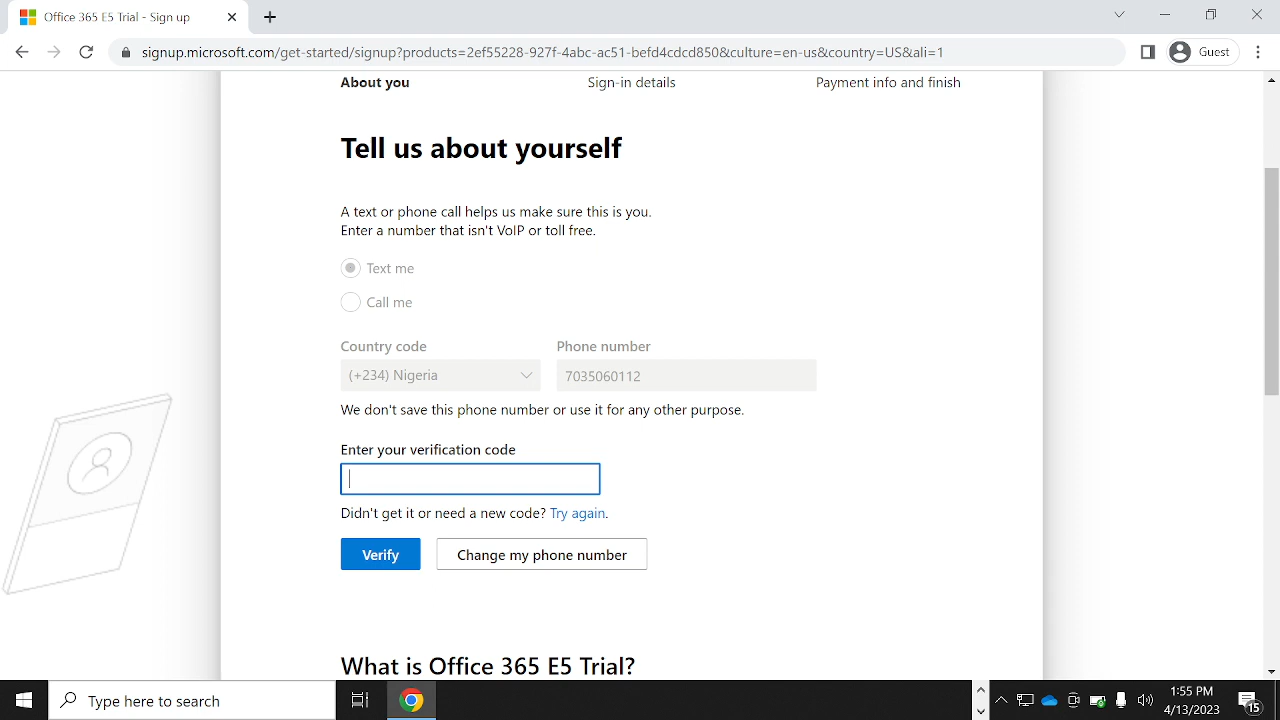 Office 365 E5 Trial - Sign up
signup.microsoft.com/get-started/signup?products=2ef55228-927f-4abc-ac51-befd4cdcd850&culture=en-us&country=US&ali=1
Guest
About you
Sign-in details
Payment info and finish
Tell us about yourself
A text or phone call helps us make sure this is you.
Enter a number that isn't VoIP or toll free.
Text me
Call me
Country code
Phone number
(+234) Nigeria
7035060112
We don't save this phone number or use it for any other purpose.
Enter your verification code
Didn't get it or need a new code? Try again.
Verify
Change my phone number
What is Office 365 E5 Trial?
Type here to search
1:55 PM
4/13/2023
15